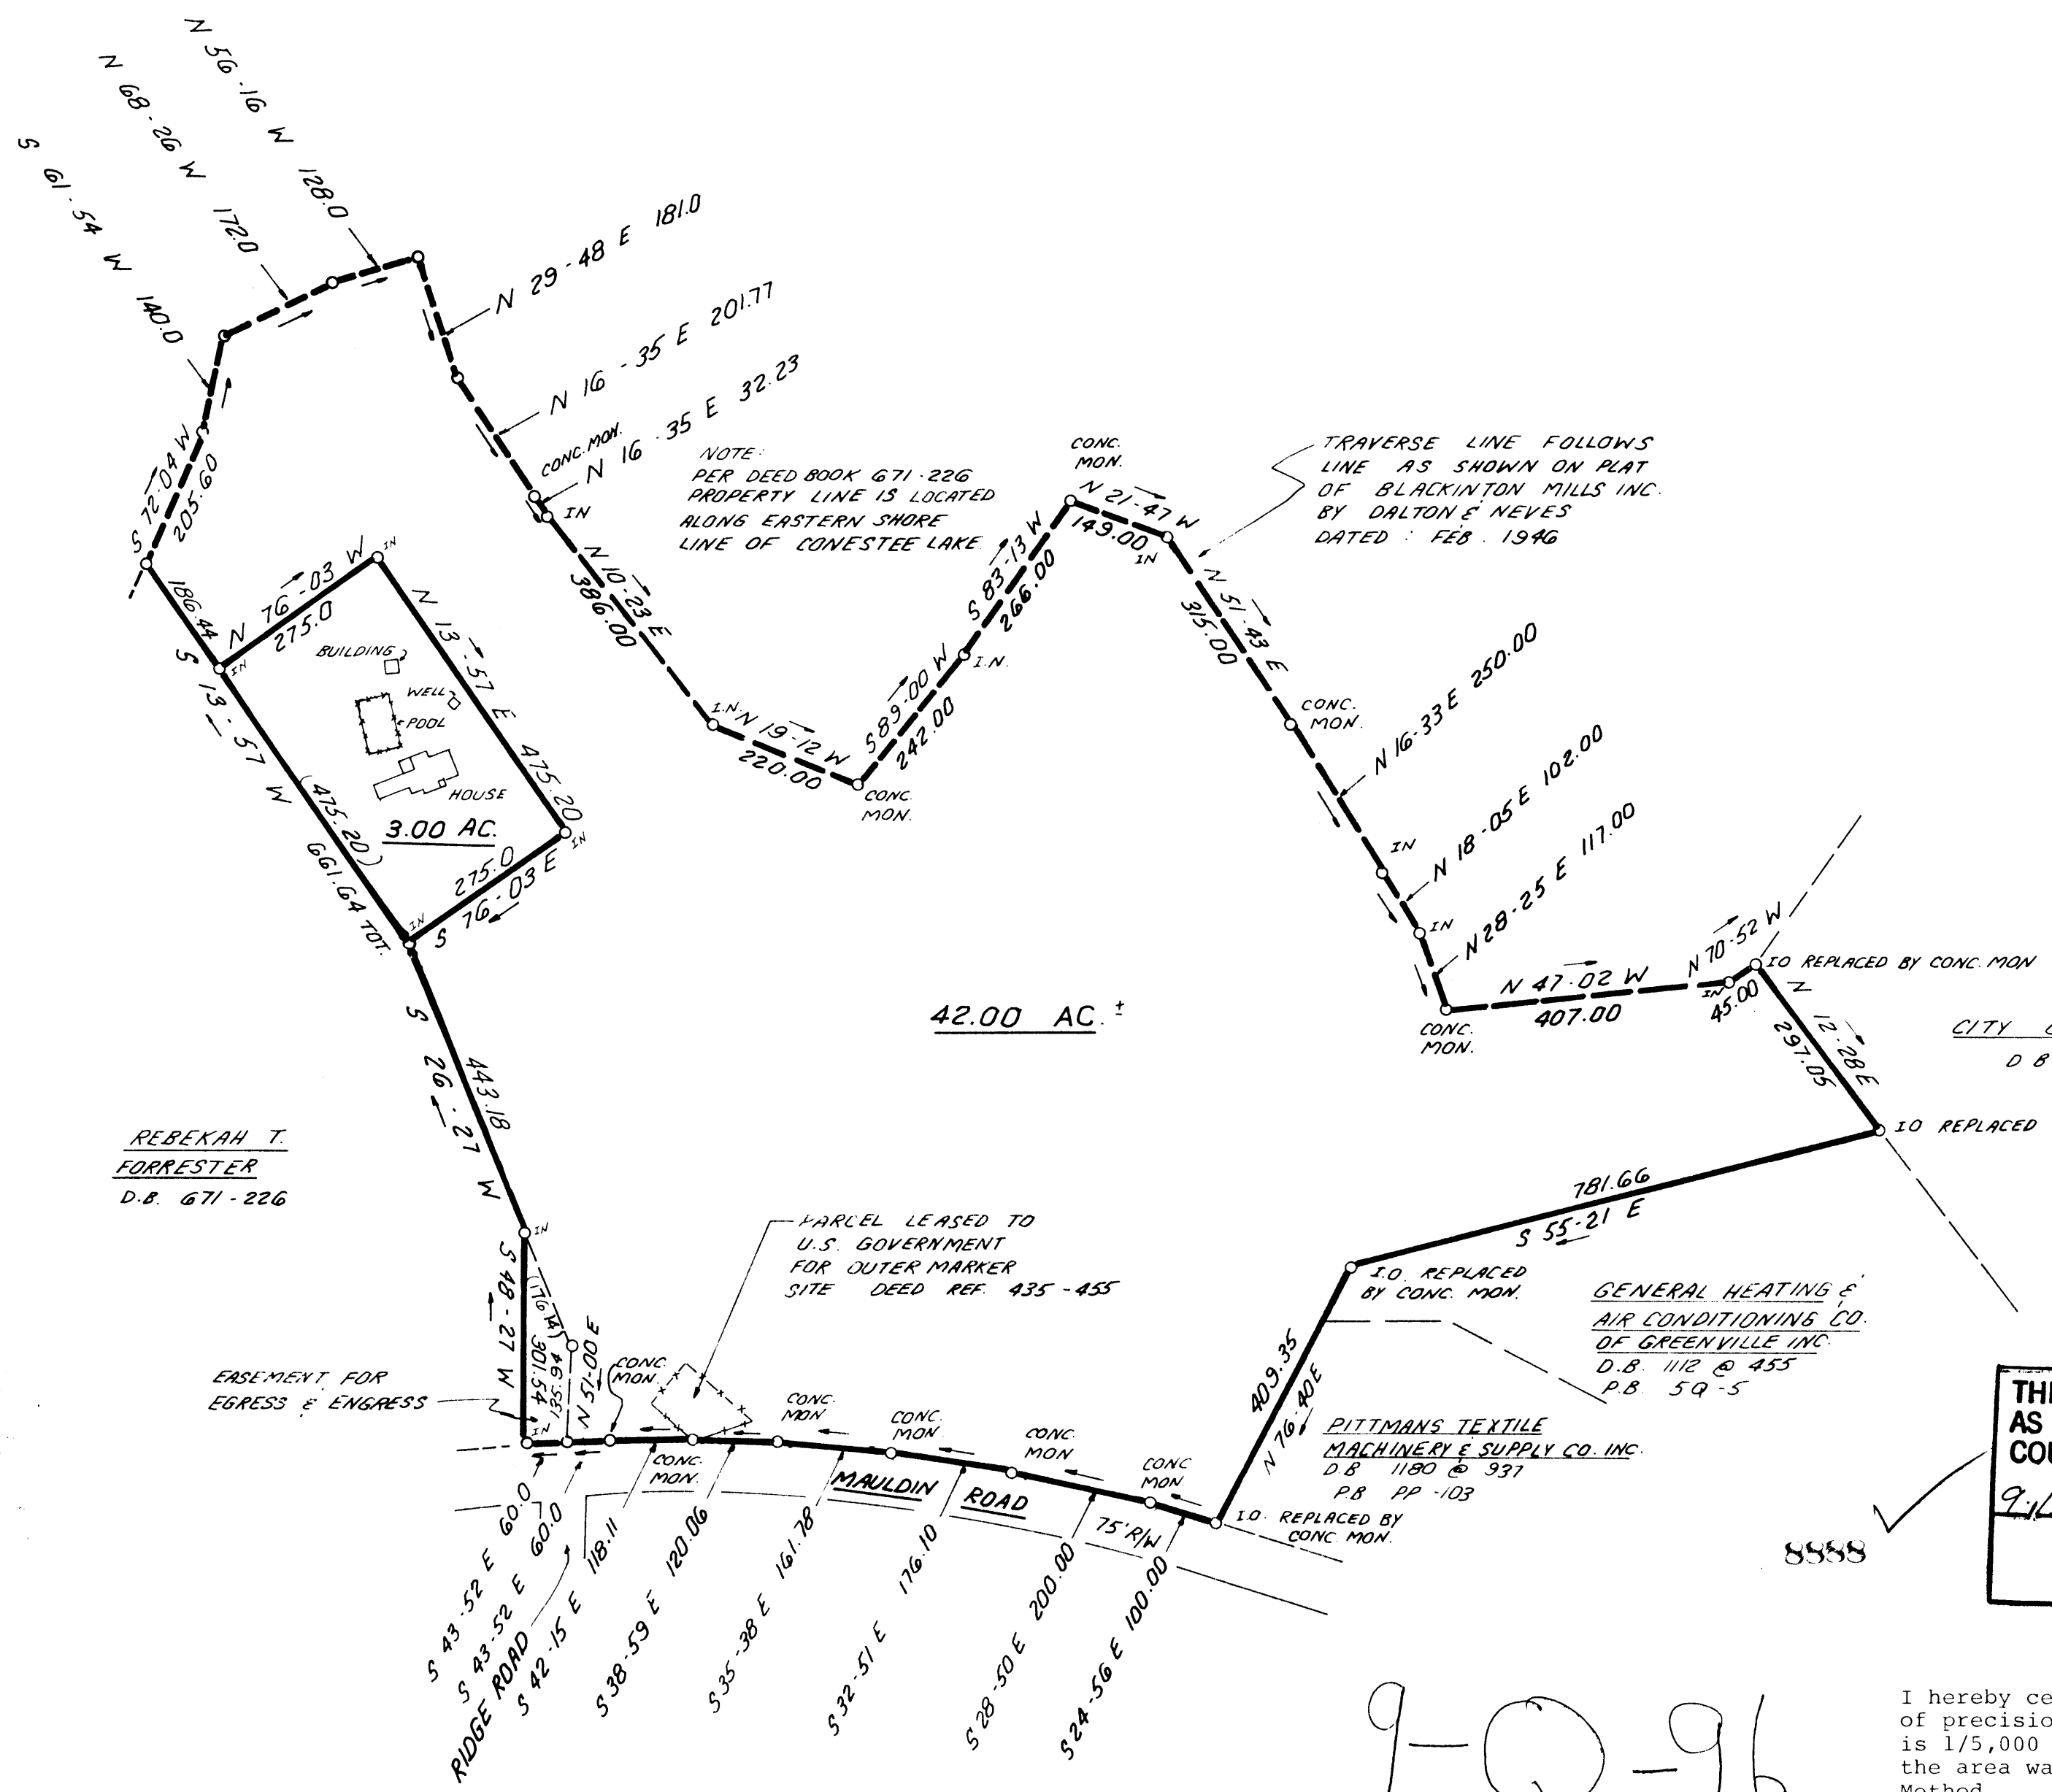 N 56-16 W 128.0
N 68-26 W 172.0
S 61-54 W 140.0
S 72-04 W
205.60
N 29-48 E 181.0
N 16-35 E 201.77
N 16-35 E 32.23
CONC. MON.
IN
NOTE:
PER DEED BOOK 671-226
PROPERTY LINE IS LOCATED
ALONG EASTERN SHORE
LINE OF CONESTEE LAKE
N 10-23 E
386.00
I.N.
N 19-12 W
220.00
CONC.
MON.
S 89-00 W
242.00
I.N.
S 83-13 W
266.00
CONC.
MON.
N 21-47 W
149.00
IN
TRAVERSE LINE FOLLOWS
LINE AS SHOWN ON PLAT
OF BLACKINTON MILLS INC.
BY DALTON & NEVES
DATED : FEB. 1946
N 51-43 E
315.00
CONC.
MON.
N 16-33 E 250.00
IN
N 18-05 E 102.00
IN
N 28-25 E 117.00
CONC.
MON.
N 47-02 W
407.00
IN
N 70-52 W
45.00
IO REPLACED BY CONC. MON
N 12-28 E
297.05
IO REPLACED
CITY
D B
186.44
N 76-03 W
275.0
IN
IN
N 13-57 E 475.20
BUILDING
WELL
POOL
HOUSE
3.00 AC.
S 13-57 W
(475.20)
661.64 TOT.
275.0
S 76-03 E
IN
IN
42.00 AC. ±
S 26-27 W
443.18
REBEKAH T.
FORRESTER
D.B. 671-226
IN
S 48-27 W
301.54
(176.14)
135.94
N 51-00 E
IN
EASEMENT FOR
EGRESS & ENGRESS
PARCEL LEASED TO
U.S. GOVERNMENT
FOR OUTER MARKER
SITE DEED REF. 435-455
CONC.
MON.
CONC.
MON.
CONC.
MON
CONC.
MON
CONC.
MON
CONC
MON.
MAULDIN ROAD
75' R/W
781.66
S 55-21 E
I.O. REPLACED
BY CONC. MON.
409.35
N 76-40 E
I.O. REPLACED BY
CONC. MON.
GENERAL HEATING &
AIR CONDITIONING CO.
OF GREENVILLE INC.
D.B. 1112 @ 455
P.B. 5Q-5
PITTMANS TEXTILE
MACHINERY & SUPPLY CO. INC.
D.B 1180 @ 937
P.B PP-103
S 43-52 E 60.0
S 43-52 E 60.0
RIDGE ROAD
S 42-15 E 118.11
S 38-59 E 120.06
S 35-38 E 161.78
S 32-51 E 176.10
S 28-50 E 200.00
S 24-56 E 100.00
AS
8888
9-Q-96
I hereby ce
of precisio
is 1/5,000
the area wa
Method